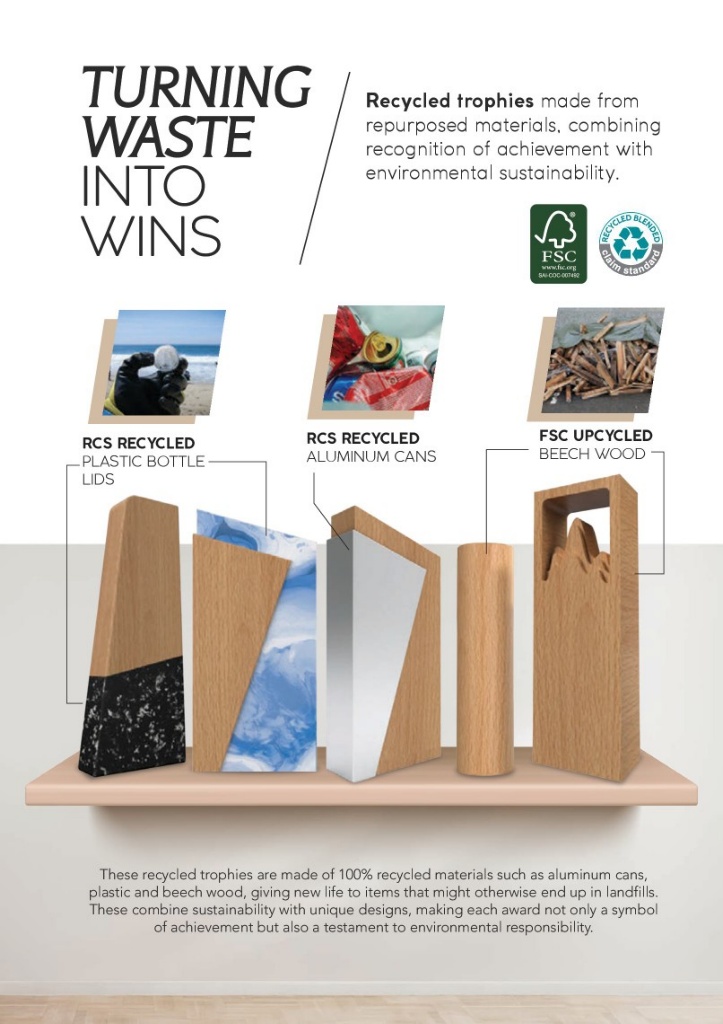 TURNING
WASTE
INTO
WINS
Recycled trophies made from
repurposed materials, combining
recognition of achievement with
environmental sustainability.
FSC
www.fsc.org
SAI-COC-007492
RECYCLED BLENDED
claim standard
RCS RECYCLED
PLASTIC BOTTLE
LIDS
RCS RECYCLED
ALUMINUM CANS
FSC UPCYCLED
BEECH WOOD
These recycled trophies are made of 100% recycled materials such as aluminum cans,
plastic and beech wood, giving new life to items that might otherwise end up in landfills.
These combine sustainability with unique designs, making each award not only a symbol
of achievement but also a testament to environmental responsibility.